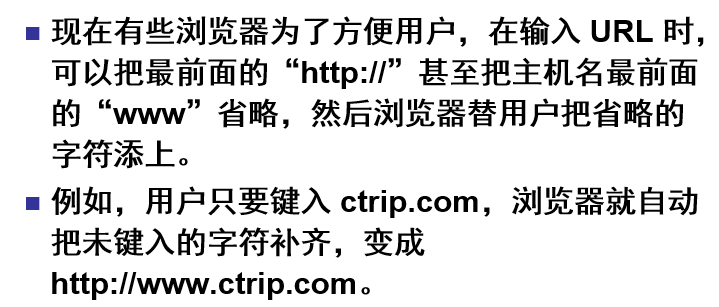 现在有些浏览器为了方便用户，在输入 URL 时，
可以把最前面的“http://”甚至把主机名最前面
的“www”省略，然后浏览器替用户把省略的
字符添上。
例如，用户只要键入 ctrip.com，浏览器就自动
把未键入的字符补齐，变成
http://www.ctrip.com。